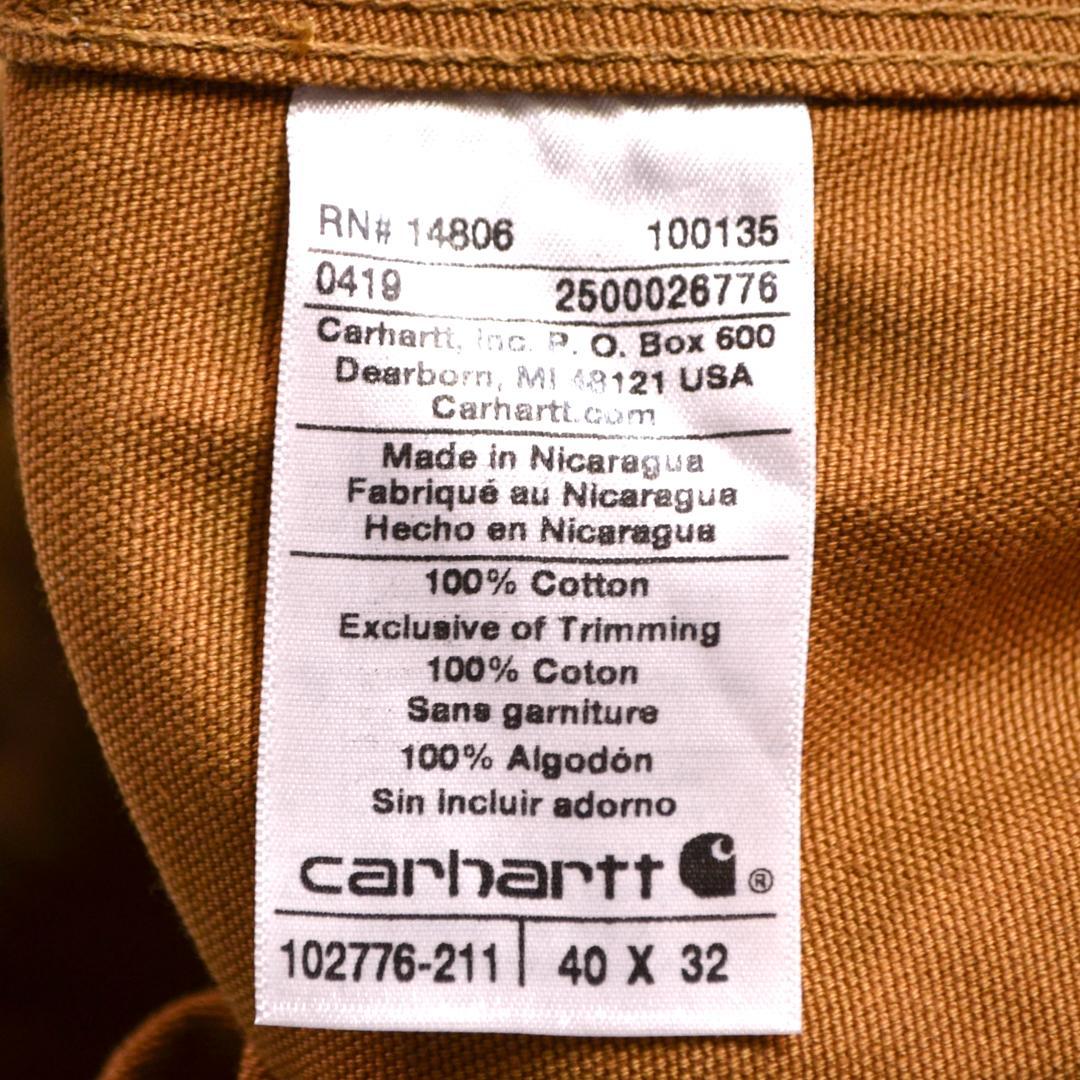 RN# 14806 100135
0419 2500026776
Carhartt, Inc. P. O. Box 600
Dearborn, MI 48121 USA
Carhartt.com
Made in Nicaragua
Fabriqué au Nicaragua
Hecho en Nicaragua
100% Cotton
Exclusive of Trimming
100% Coton
Sans garniture
100% Algodón
Sin incluir adorno
carhartt ®
102776-211 40 X 32